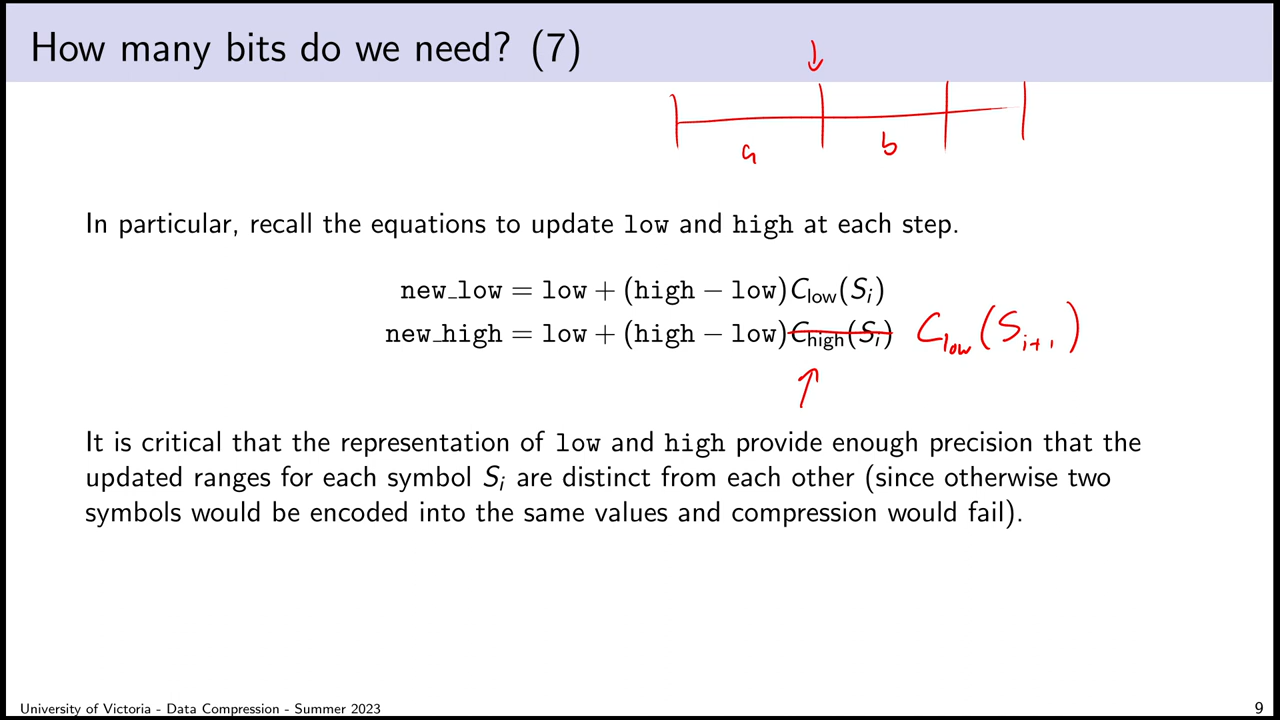 How many bits do we need? (7)
a b
In particular, recall the equations to update low and high at each step.
new_low = low + (high − low)C_low(S_i)
new_high = low + (high − low)C_high(S_i) C_low(S_{i+1})
It is critical that the representation of low and high provide enough precision that the
updated ranges for each symbol S_i are distinct from each other (since otherwise two
symbols would be encoded into the same values and compression would fail).
University of Victoria - Data Compression - Summer 2023 9